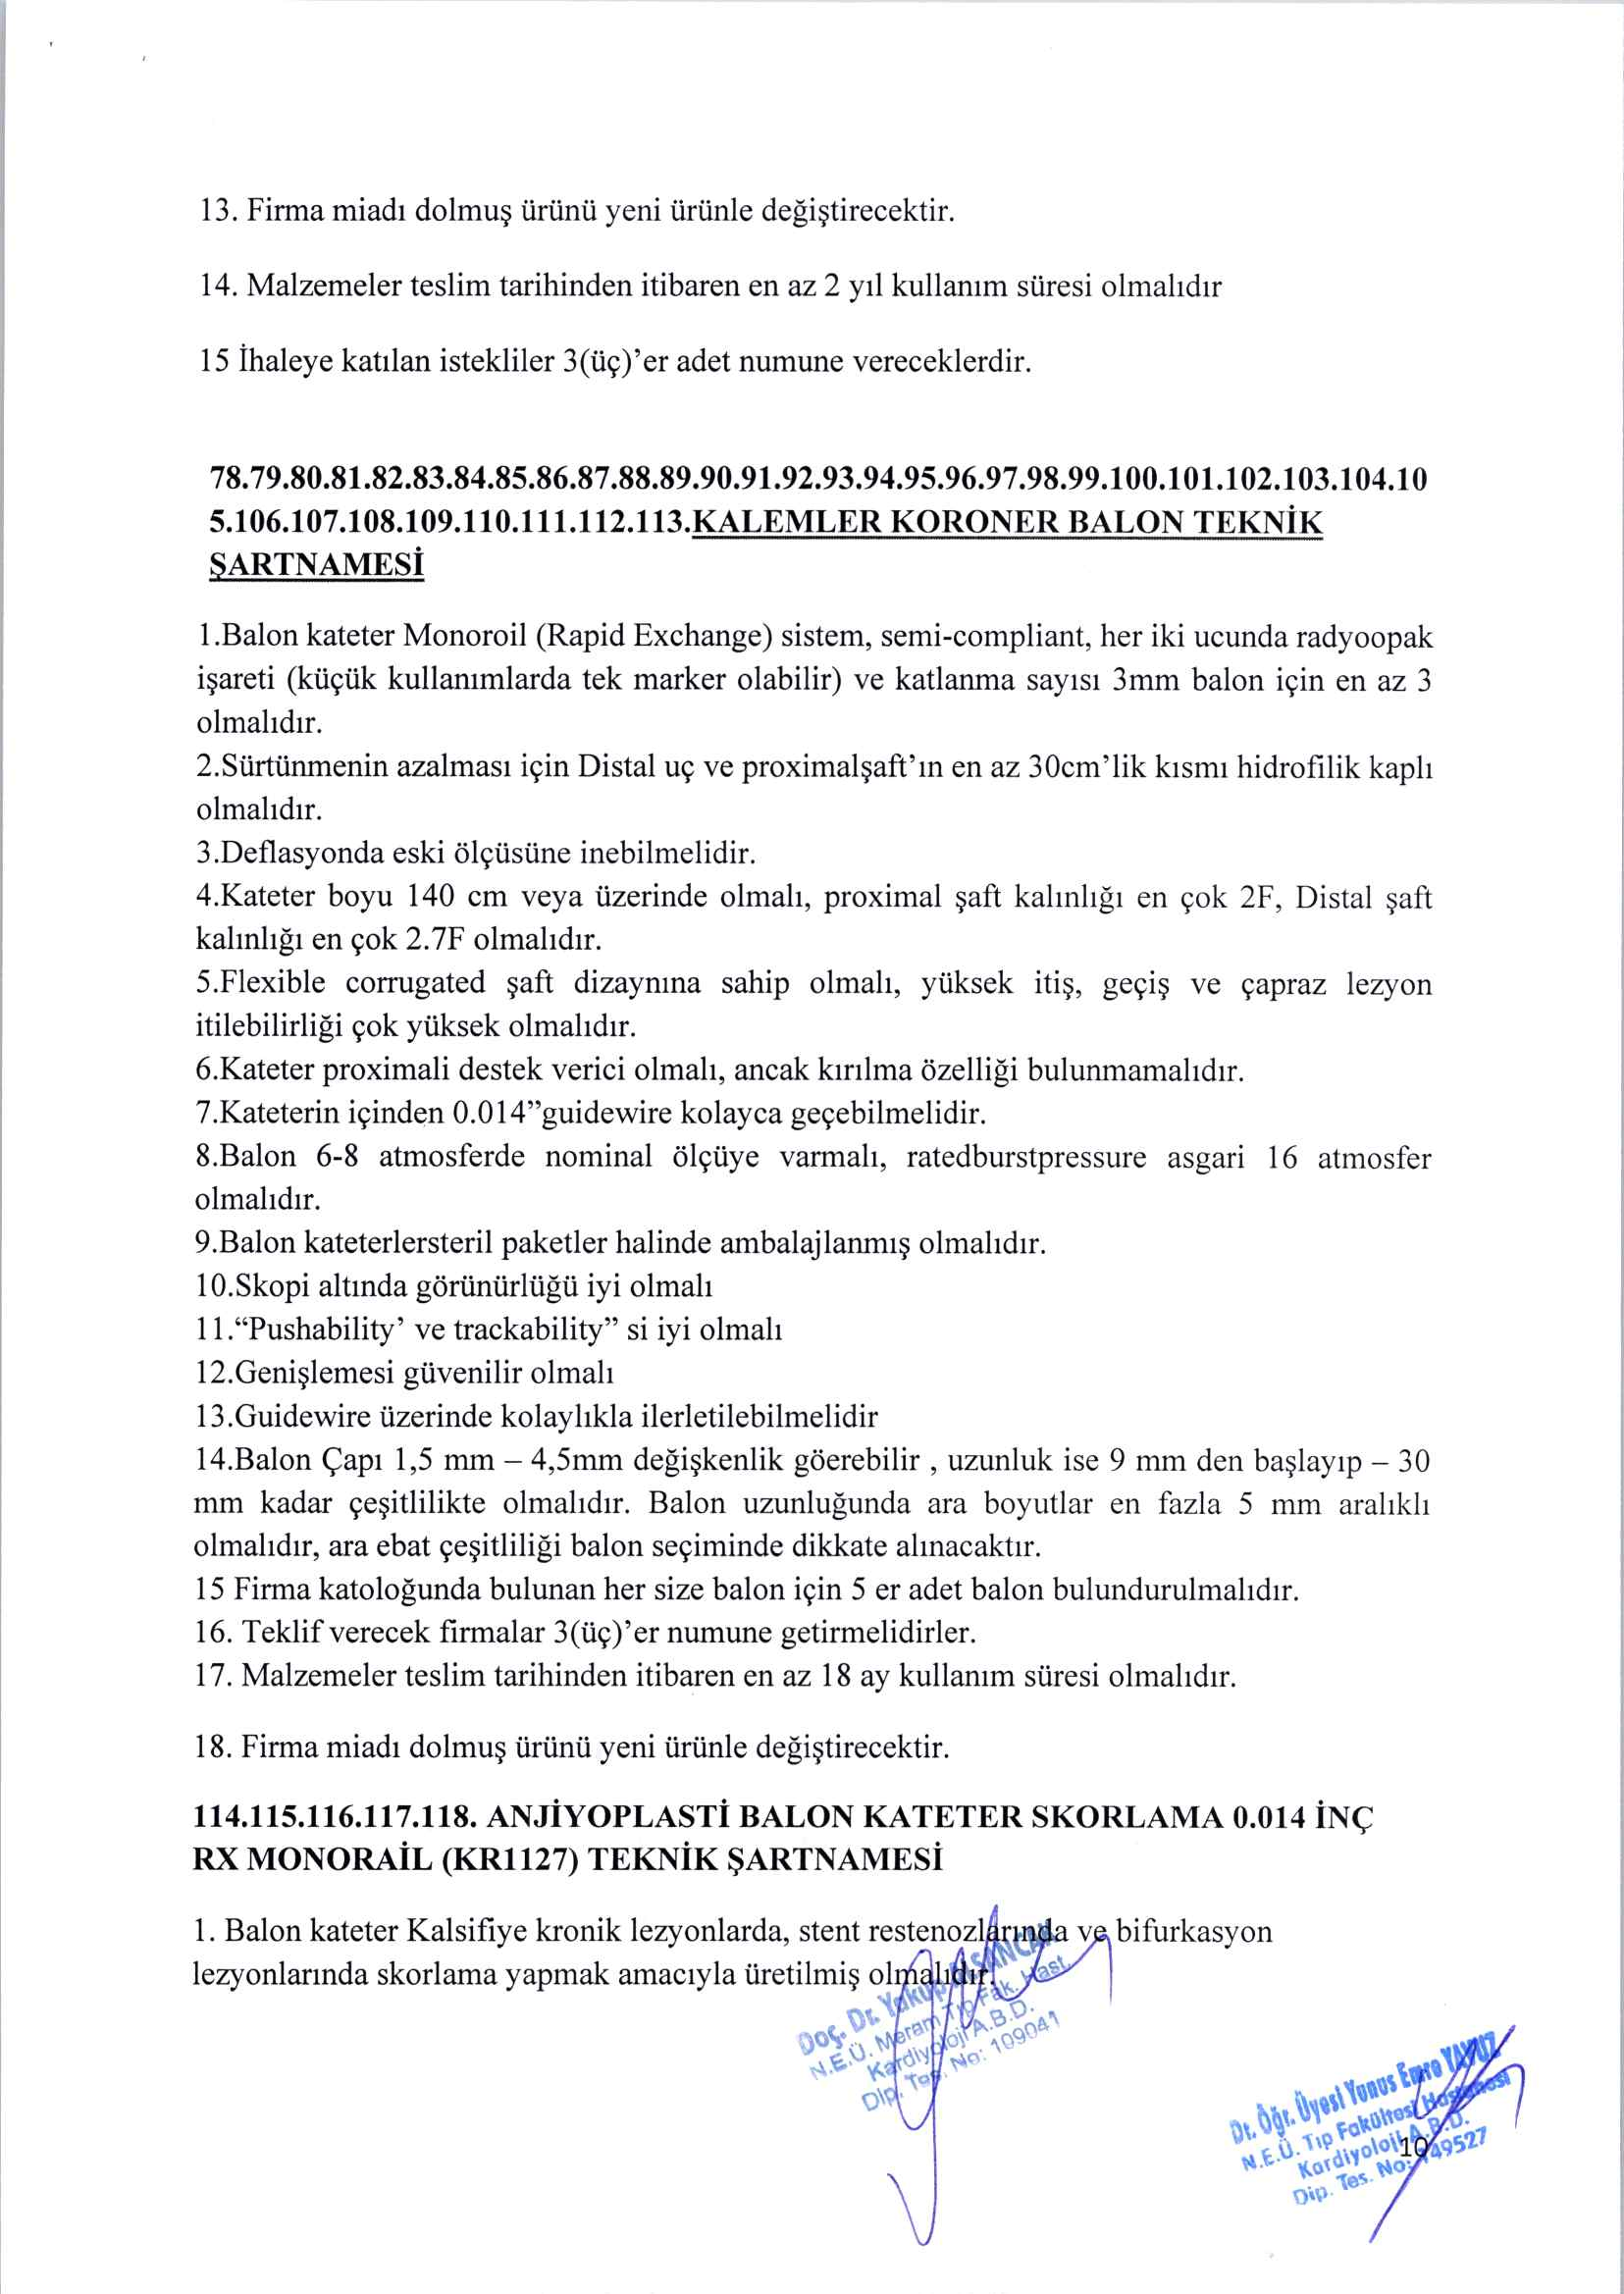 13. Firma miadı dolmuş ürünü yeni ürünle değiştirecektir.
14. Malzemeler teslim tarihinden itibaren en az 2 yıl kullanım süresi olmalıdır
15 İhaleye katılan istekliler 3(üç)’er adet numune vereceklerdir.
78.79.80.81.82.83.84.85.86.87.88.89.90.91.92.93.94.95.96.97.98.99.100.101.102.103.104.10
5.106.107.108.109.110.111.112.113.KALEMLER KORONER BALON TEKNİK
ŞARTNAMESİ
1.Balon kateter Monoroil (Rapid Exchange) sistem, semi-compliant, her iki ucunda radyoopak
işareti (küçük kullanımlarda tek marker olabilir) ve katlanma sayısı 3mm balon için en az 3
olmalıdır.
2.Sürtünmenin azalması için Distal uç ve proximalşaft’ın en az 30cm’lik kısmı hidrofilik kaplı
olmalıdır.
3.Deflasyonda eski ölçüsüne inebilmelidir.
4.Kateter boyu 140 cm veya üzerinde olmalı, proximal şaft kalınlığı en çok 2F, Distal şaft
kalınlığı en çok 2.7F olmalıdır.
5.Flexible corrugated şaft dizaynına sahip olmalı, yüksek itiş, geçiş ve çapraz lezyon
itilebilirliği çok yüksek olmalıdır.
6.Kateter proximali destek verici olmalı, ancak kırılma özelliği bulunmamalıdır.
7.Kateterin içinden 0.014”guidewire kolayca geçebilmelidir.
8.Balon 6-8 atmosferde nominal ölçüye varmalı, ratedburstpressure asgari 16 atmosfer
olmalıdır.
9.Balon kateterlersteril paketler halinde ambalajlanmış olmalıdır.
10.Skopi altında görünürlüğü iyi olmalı
11.“Pushability’ ve trackability” si iyi olmalı
12.Genişlemesi güvenilir olmalı
13.Guidewire üzerinde kolaylıkla ilerletilebilmelidir
14.Balon Çapı 1,5 mm – 4,5mm değişkenlik göerebilir , uzunluk ise 9 mm den başlayıp – 30
mm kadar çeşitlilikte olmalıdır. Balon uzunluğunda ara boyutlar en fazla 5 mm aralıklı
olmalıdır, ara ebat çeşitliliği balon seçiminde dikkate alınacaktır.
15 Firma katoloğunda bulunan her size balon için 5 er adet balon bulundurulmalıdır.
16. Teklif verecek firmalar 3(üç)’er numune getirmelidirler.
17. Malzemeler teslim tarihinden itibaren en az 18 ay kullanım süresi olmalıdır.
18. Firma miadı dolmuş ürünü yeni ürünle değiştirecektir.
114.115.116.117.118. ANJİYOPLASTİ BALON KATETER SKORLAMA 0.014 İNÇ
RX MONORAİL (KR1127) TEKNİK ŞARTNAMESİ
1. Balon kateter Kalsifiye kronik lezyonlarda, stent restenozlarında ve bifurkasyon
lezyonlarında skorlama yapmak amacıyla üretilmiş olmalıdır.
Doç. Dr. Yakup ALSANCAK
N.E.Ü. Meram Tıp Fak. Hast.
Kardiyoloji A.B.D.
Dip. Tes. No: 109041
Dr. Öğr. Üyesi Yunus Emre YAVUZ
N.E.Ü. Tıp Fakültesi Hastanesi
Kardiyoloji A.B.D.
Dip. Tes. No: 149527
10